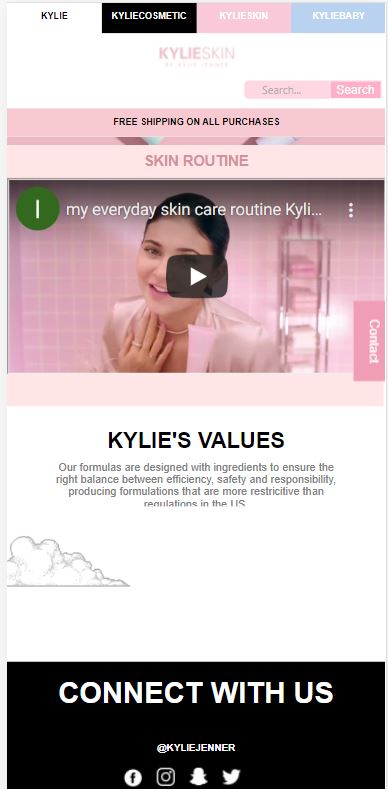 KYLIE KYLIECOSMETIC KYLIESKIN KYLIEBABY
KYLIESKIN
BY KYLIE JENNER
Search... Search
FREE SHIPPING ON ALL PURCHASES
SKIN ROUTINE
I my everyday skin care routine Kyli...
Contact
KYLIE'S VALUES
Our formulas are designed with ingredients to ensure the
right balance between efficiency, safety and responsibility,
producing formulations that are more restricitive than
regulations in the US
CONNECT WITH US
@KYLIEJENNER